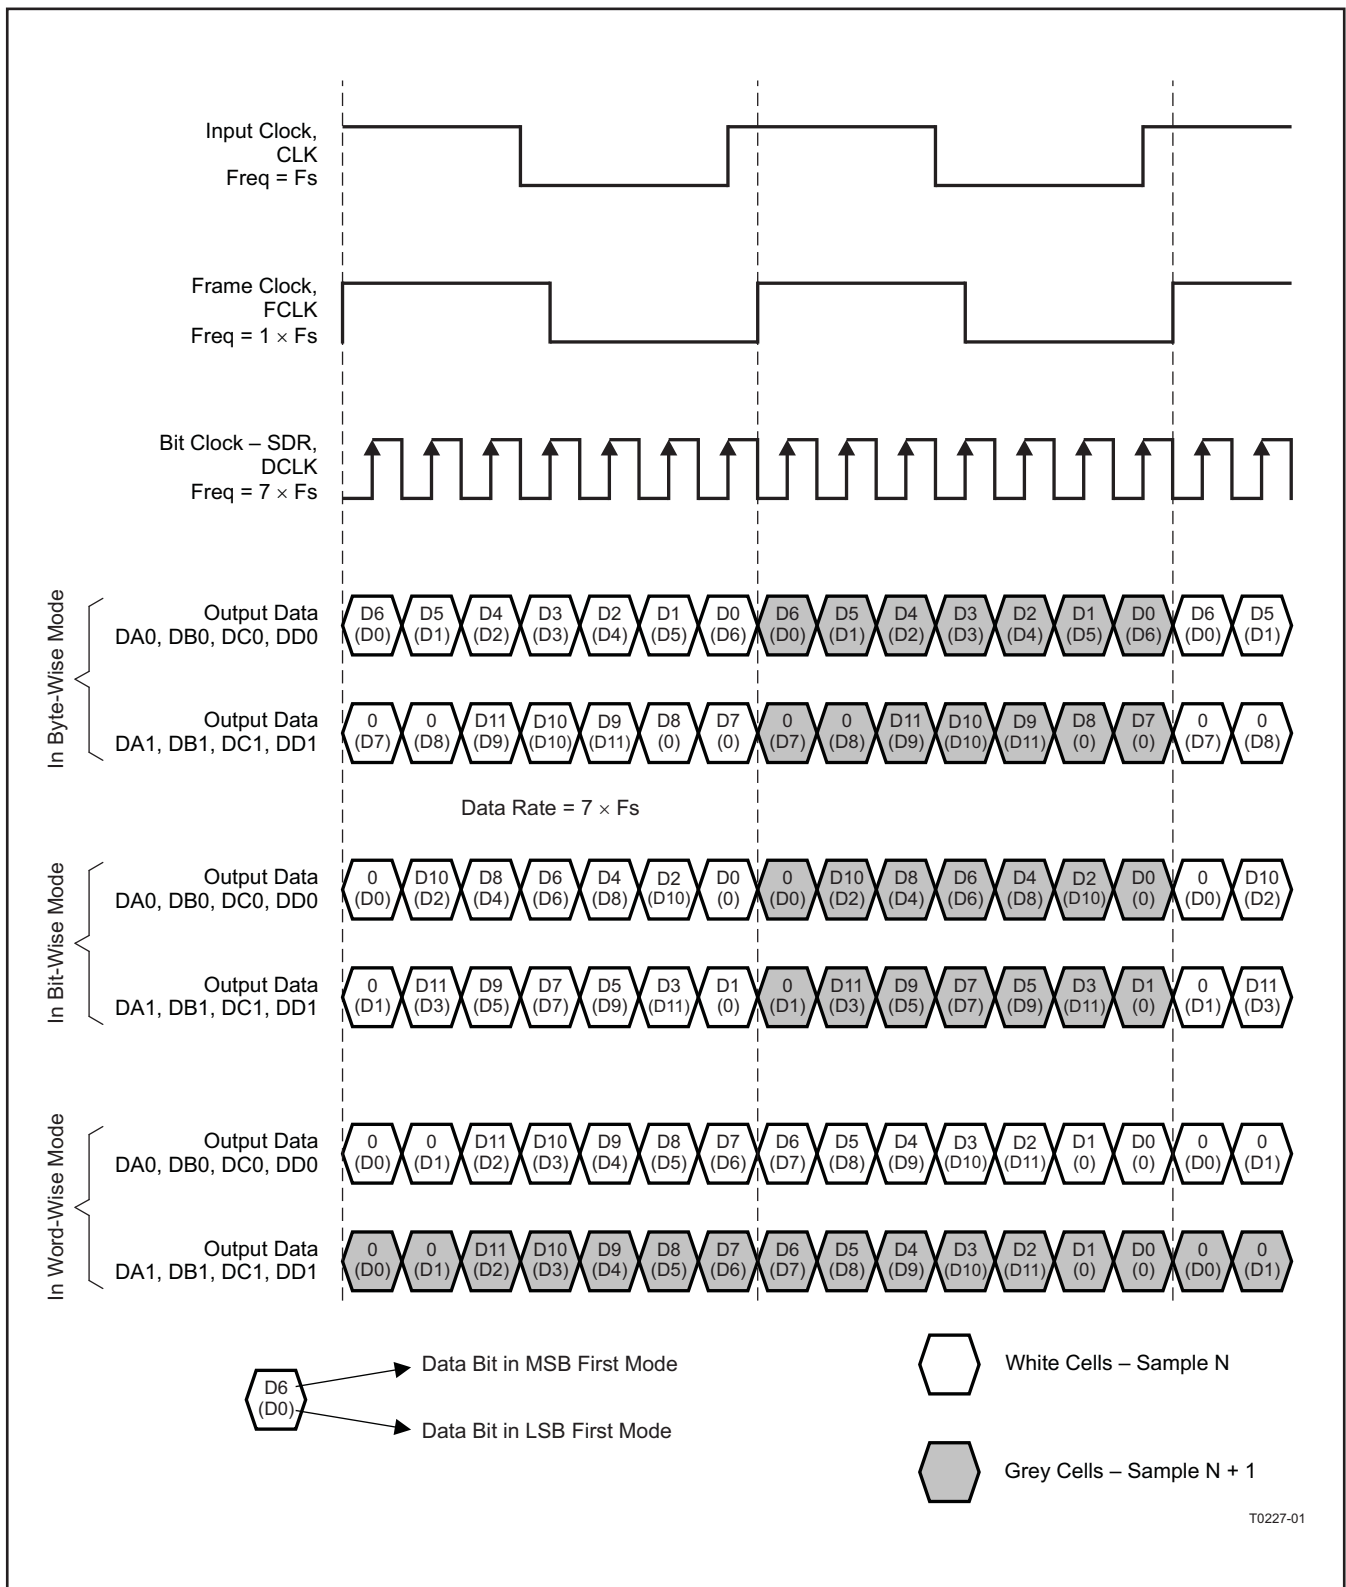 Input Clock,
CLK
Freq = Fs
Frame Clock,
FCLK
Freq = 1 × Fs
Bit Clock – SDR,
DCLK
Freq = 7 × Fs
In Byte-Wise Mode
Output Data
DA0, DB0, DC0, DD0
D6 D5 D4 D3 D2 D1 D0 D6 D5 D4 D3 D2 D1 D0 D6 D5
(D0) (D1) (D2) (D3) (D4) (D5) (D6) (D0) (D1) (D2) (D3) (D4) (D5) (D6) (D0) (D1)
Output Data
DA1, DB1, DC1, DD1
0 0 D11 D10 D9 D8 D7 0 0 D11 D10 D9 D8 D7 0 0
(D7) (D8) (D9) (D10) (D11) (0) (0) (D7) (D8) (D9) (D10) (D11) (0) (0) (D7) (D8)
Data Rate = 7 × Fs
In Bit-Wise Mode
Output Data
DA0, DB0, DC0, DD0
0 D10 D8 D6 D4 D2 D0 0 D10 D8 D6 D4 D2 D0 0 D10
(D0) (D2) (D4) (D6) (D8) (D10) (0) (D0) (D2) (D4) (D6) (D8) (D10) (0) (D0) (D2)
Output Data
DA1, DB1, DC1, DD1
0 D11 D9 D7 D5 D3 D1 0 D11 D9 D7 D5 D3 D1 0 D11
(D1) (D3) (D5) (D7) (D9) (D11) (0) (D1) (D3) (D5) (D7) (D9) (D11) (0) (D1) (D3)
In Word-Wise Mode
Output Data
DA0, DB0, DC0, DD0
0 0 D11 D10 D9 D8 D7 D6 D5 D4 D3 D2 D1 D0 0 0
(D0) (D1) (D2) (D3) (D4) (D5) (D6) (D7) (D8) (D9) (D10) (D11) (0) (0) (D0) (D1)
Output Data
DA1, DB1, DC1, DD1
0 0 D11 D10 D9 D8 D7 D6 D5 D4 D3 D2 D1 D0 0 0
(D0) (D1) (D2) (D3) (D4) (D5) (D6) (D7) (D8) (D9) (D10) (D11) (0) (0) (D0) (D1)
D6
(D0)
Data Bit in MSB First Mode
Data Bit in LSB First Mode
White Cells – Sample N
Grey Cells – Sample N + 1
T0227-01